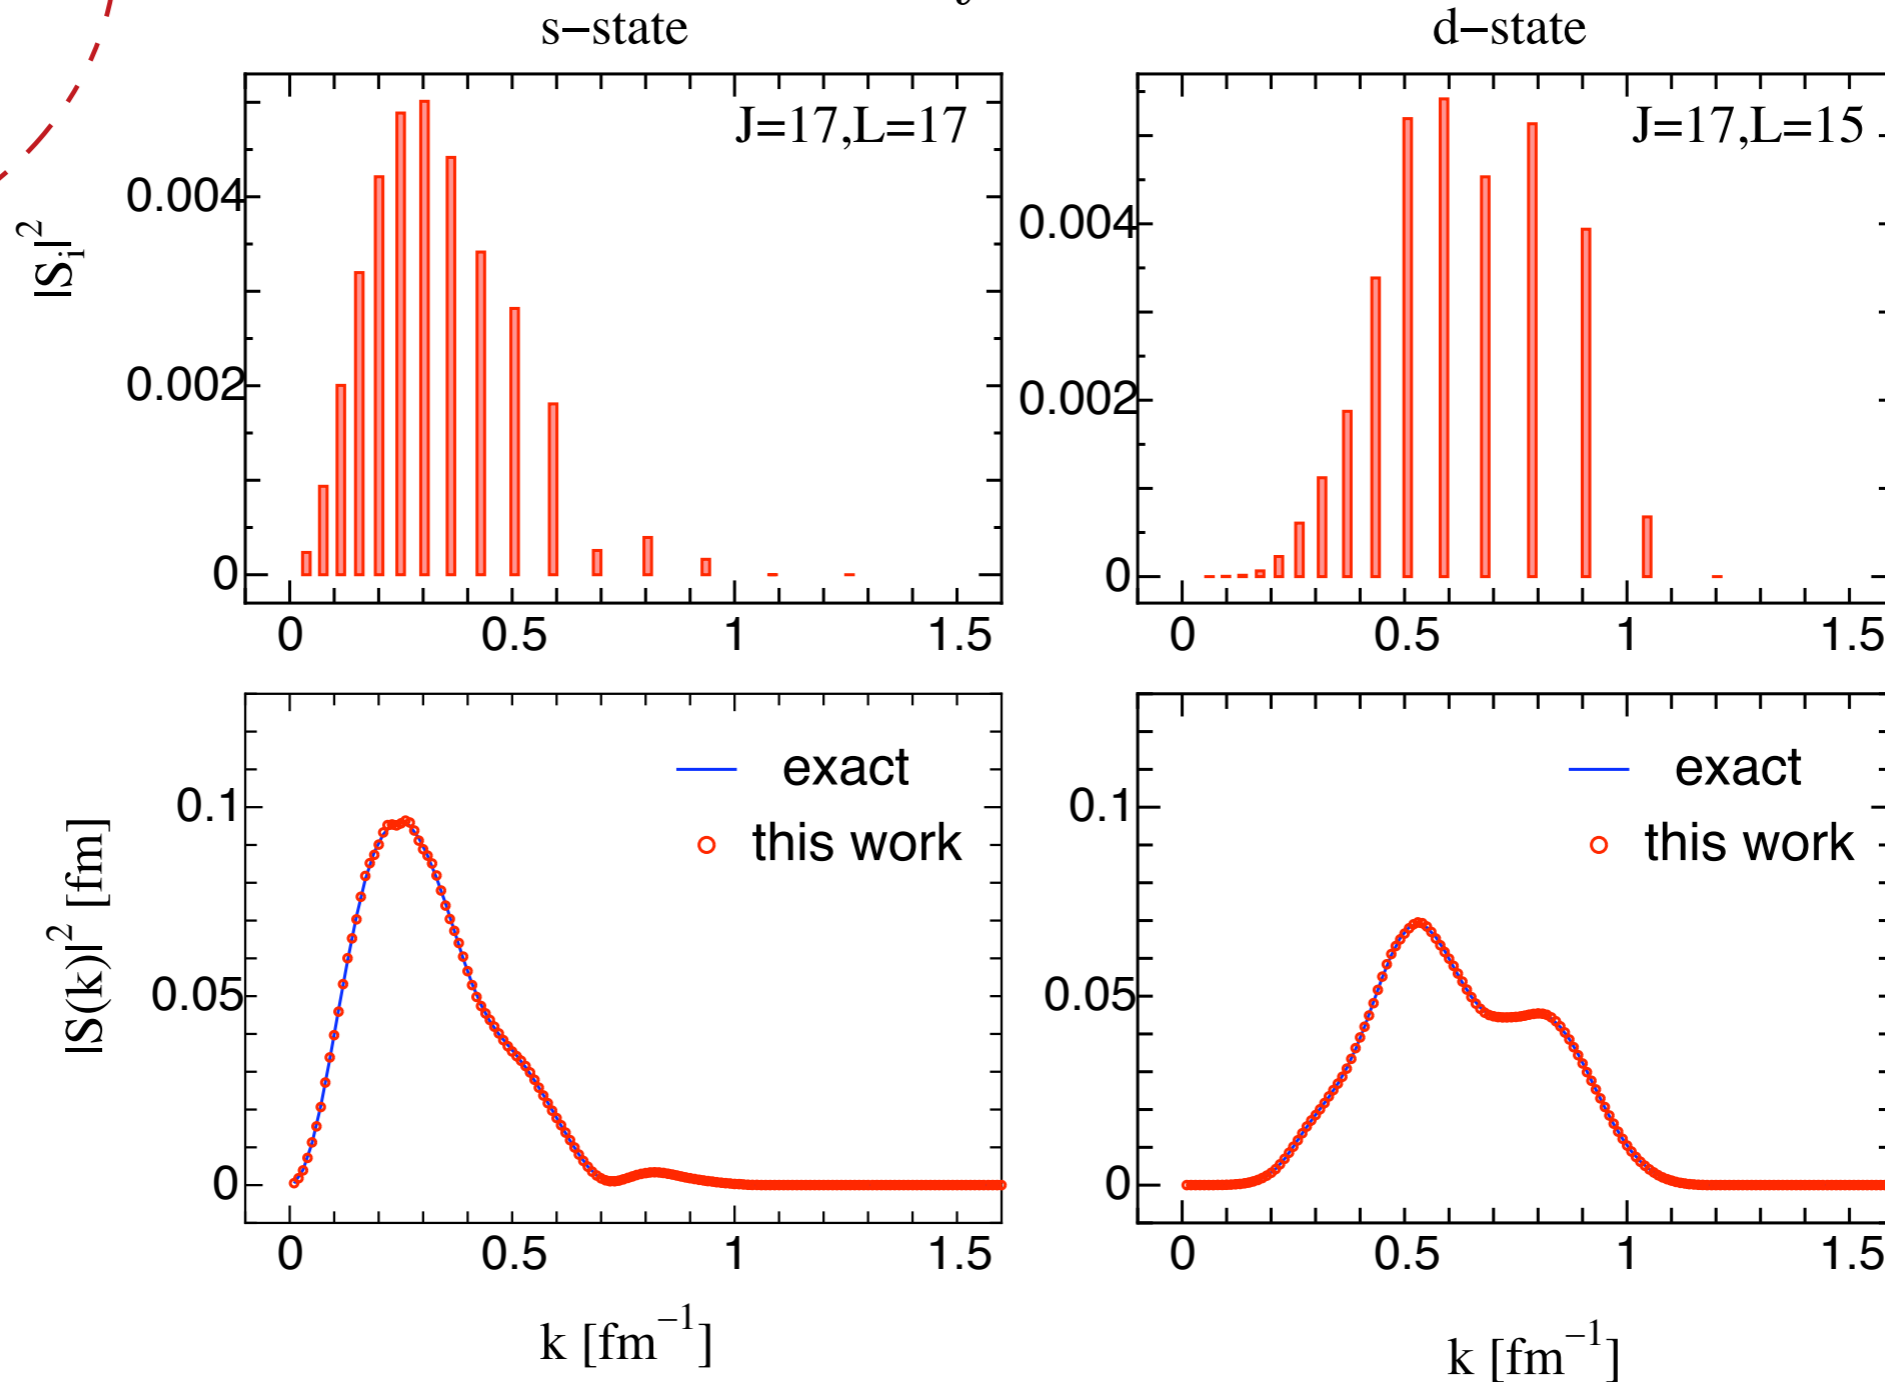 s−state
d−state
J=17,L=17
J=17,L=15
|S_i|^2
0.004
0.002
0
0.004
0.002
0
0 0.5 1 1.5
0 0.5 1 1.5
|S(k)|^2 [fm]
0.1
0.05
0
0.1
0.05
0
exact
this work
exact
this work
0 0.5 1 1.5
0 0.5 1 1.5
k [fm^−1]
k [fm^−1]